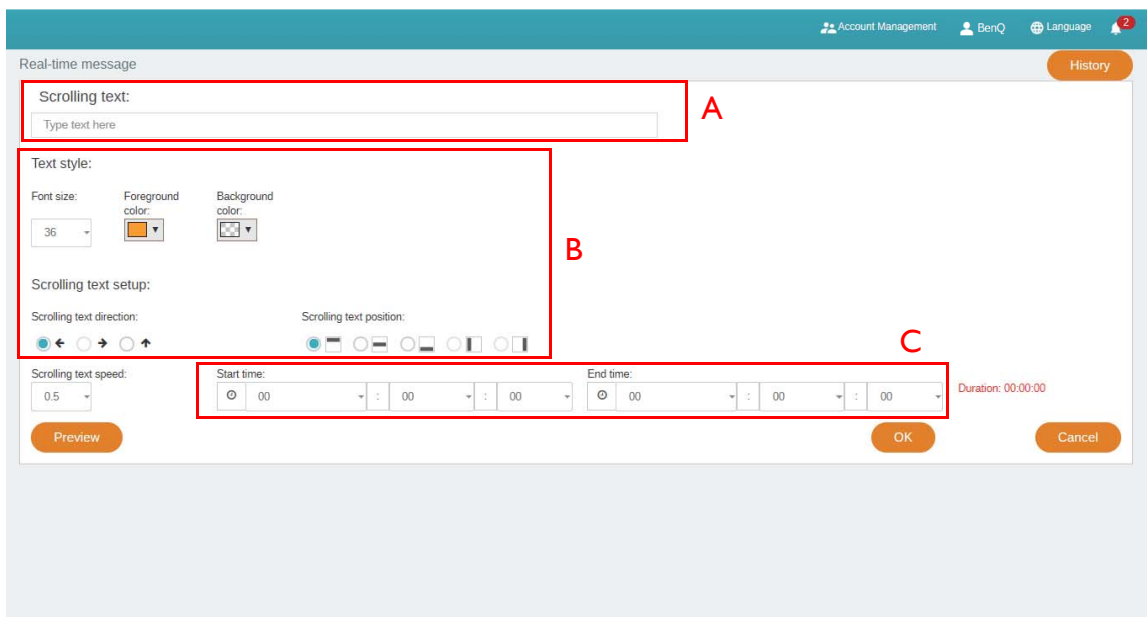 Account Management BenQ Language 2
Real-time message History
Scrolling text:
A
Type text here
Text style:
Font size: Foreground color: Background color:
36
B
Scrolling text setup:
Scrolling text direction: Scrolling text position:
C
Scrolling text speed: Start time: End time:
0.5 00 : 00 : 00 00 : 00 : 00 Duration: 00:00:00
Preview OK Cancel